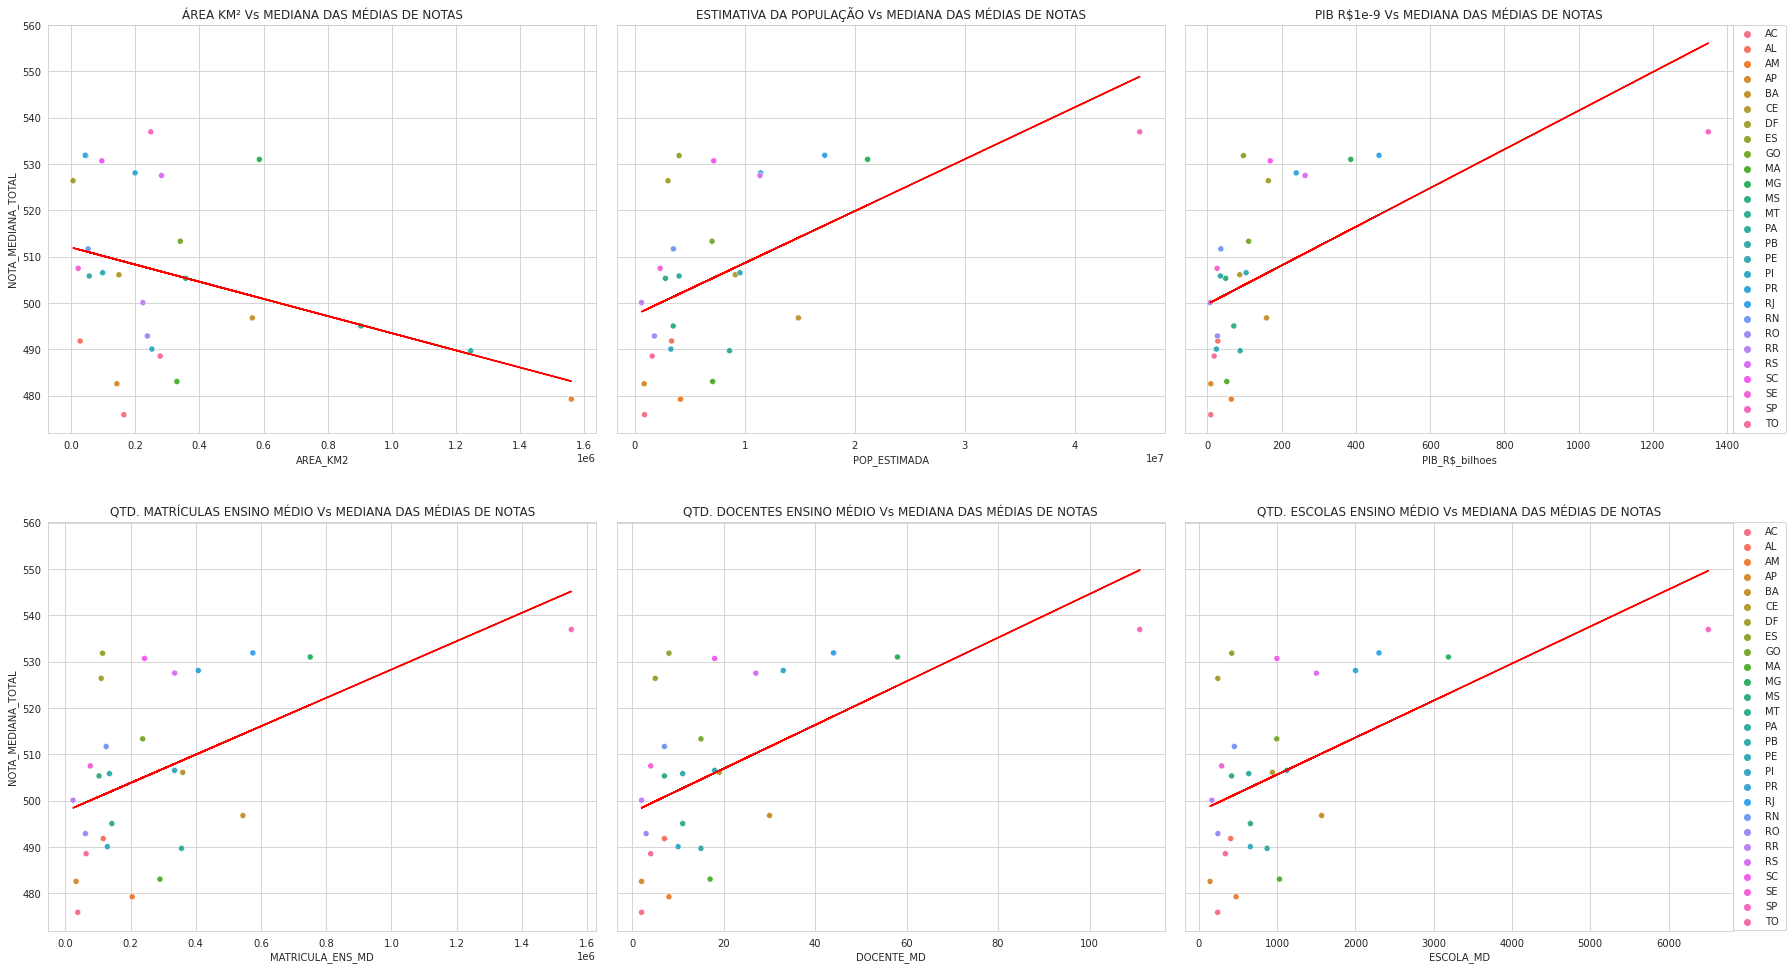 ÁREA KM² Vs MEDIANA DAS MÉDIAS DE NOTAS
ESTIMATIVA DA POPULAÇÃO Vs MEDIANA DAS MÉDIAS DE NOTAS
PIB R$1e-9 Vs MEDIANA DAS MÉDIAS DE NOTAS
560
550
540
530
520
510
500
490
480
NOTA_MEDIANA_TOTAL
0.0 0.2 0.4 0.6 0.8 1.0 1.2 1.4 1.6
1e6
AREA_KM2
0 1 2 3 4
1e7
POP_ESTIMADA
0 200 400 600 800 1000 1200 1400
PIB_R$_bilhoes
AC
AL
AM
AP
BA
CE
DF
ES
GO
MA
MG
MS
MT
PA
PB
PE
PI
PR
RJ
RN
RO
RR
RS
SC
SE
SP
TO
QTD. MATRÍCULAS ENSINO MÉDIO Vs MEDIANA DAS MÉDIAS DE NOTAS
QTD. DOCENTES ENSINO MÉDIO Vs MEDIANA DAS MÉDIAS DE NOTAS
QTD. ESCOLAS ENSINO MÉDIO Vs MEDIANA DAS MÉDIAS DE NOTAS
560
550
540
530
520
510
500
490
480
NOTA_MEDIANA_TOTAL
0.0 0.2 0.4 0.6 0.8 1.0 1.2 1.4 1.6
1e6
MATRICULA_ENS_MD
0 20 40 60 80 100
DOCENTE_MD
0 1000 2000 3000 4000 5000 6000
ESCOLA_MD
AC
AL
AM
AP
BA
CE
DF
ES
GO
MA
MG
MS
MT
PA
PB
PE
PI
PR
RJ
RN
RO
RR
RS
SC
SE
SP
TO